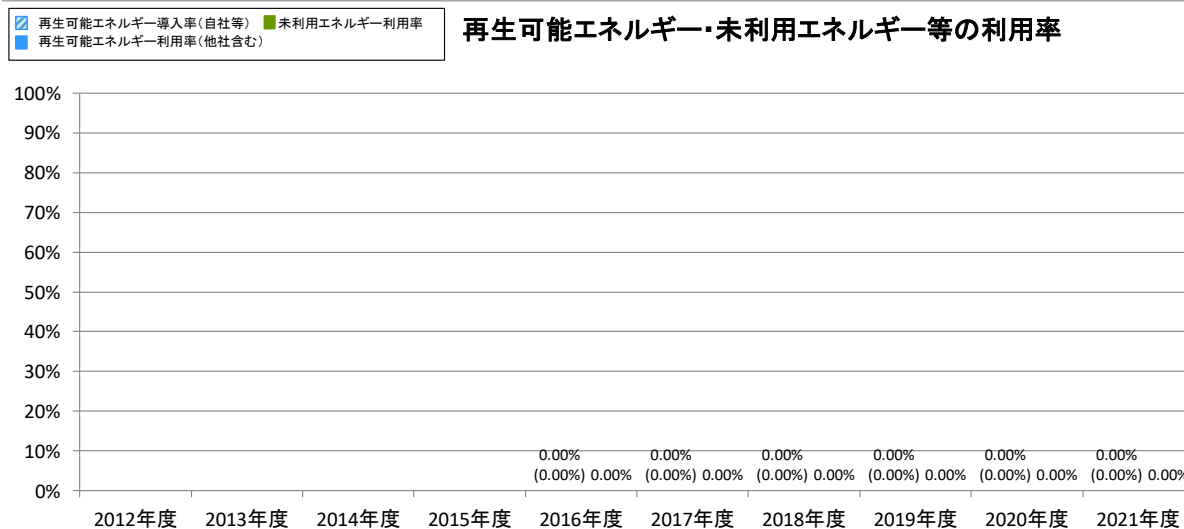 再生可能エネルギー導入率(自社等) 未利用エネルギー利用率
再生可能エネルギー利用率(他社含む)
再生可能エネルギー・未利用エネルギー等の利用率
100%
90%
80%
70%
60%
50%
40%
30%
20%
10%
0%
0.00% 0.00% 0.00% 0.00% 0.00% 0.00%
(0.00%) 0.00% (0.00%) 0.00% (0.00%) 0.00% (0.00%) 0.00% (0.00%) 0.00% (0.00%) 0.00%
2012年度 2013年度 2014年度 2015年度 2016年度 2017年度 2018年度 2019年度 2020年度 2021年度